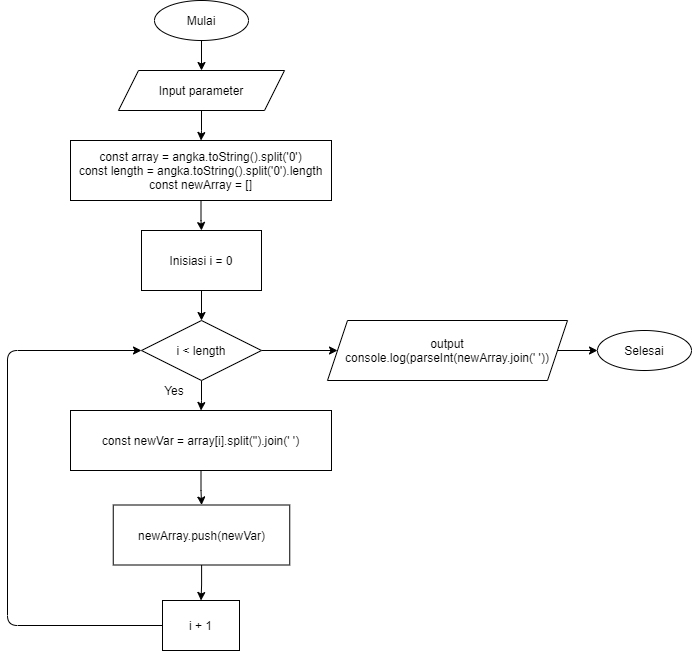 Mulai
Input parameter
const array = angka.toString().split('0')
const length = angka.toString().split('0').length
const newArray = []
Inisiasi i = 0
i < length
output
console.log(parseInt(newArray.join(' '))
Selesai
Yes
const newVar = array[i].split('').join(' ')
newArray.push(newVar)
i + 1